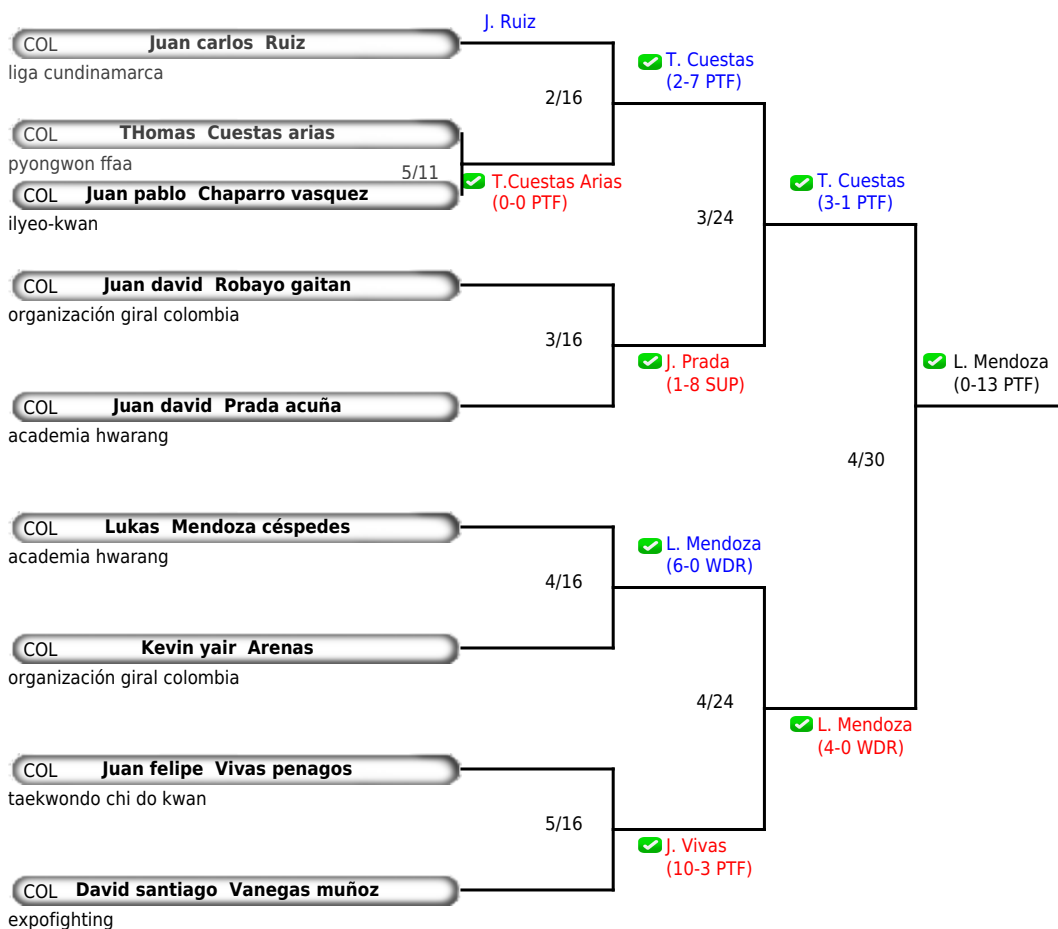 J. Ruiz
COL Juan carlos Ruiz
liga cundinamarca
T. Cuestas
(2-7 PTF)
2/16
COL THomas Cuestas arias
pyongwon ffaa
5/11
T.Cuestas Arias
(0-0 PTF)
COL Juan pablo Chaparro vasquez
ilyeo-kwan
T. Cuestas
(3-1 PTF)
3/24
COL Juan david Robayo gaitan
organización giral colombia
3/16
J. Prada
(1-8 SUP)
L. Mendoza
(0-13 PTF)
COL Juan david Prada acuña
academia hwarang
4/30
COL Lukas Mendoza céspedes
academia hwarang
L. Mendoza
(6-0 WDR)
4/16
COL Kevin yair Arenas
organización giral colombia
4/24
L. Mendoza
(4-0 WDR)
COL Juan felipe Vivas penagos
taekwondo chi do kwan
5/16
J. Vivas
(10-3 PTF)
COL David santiago Vanegas muñoz
expofighting